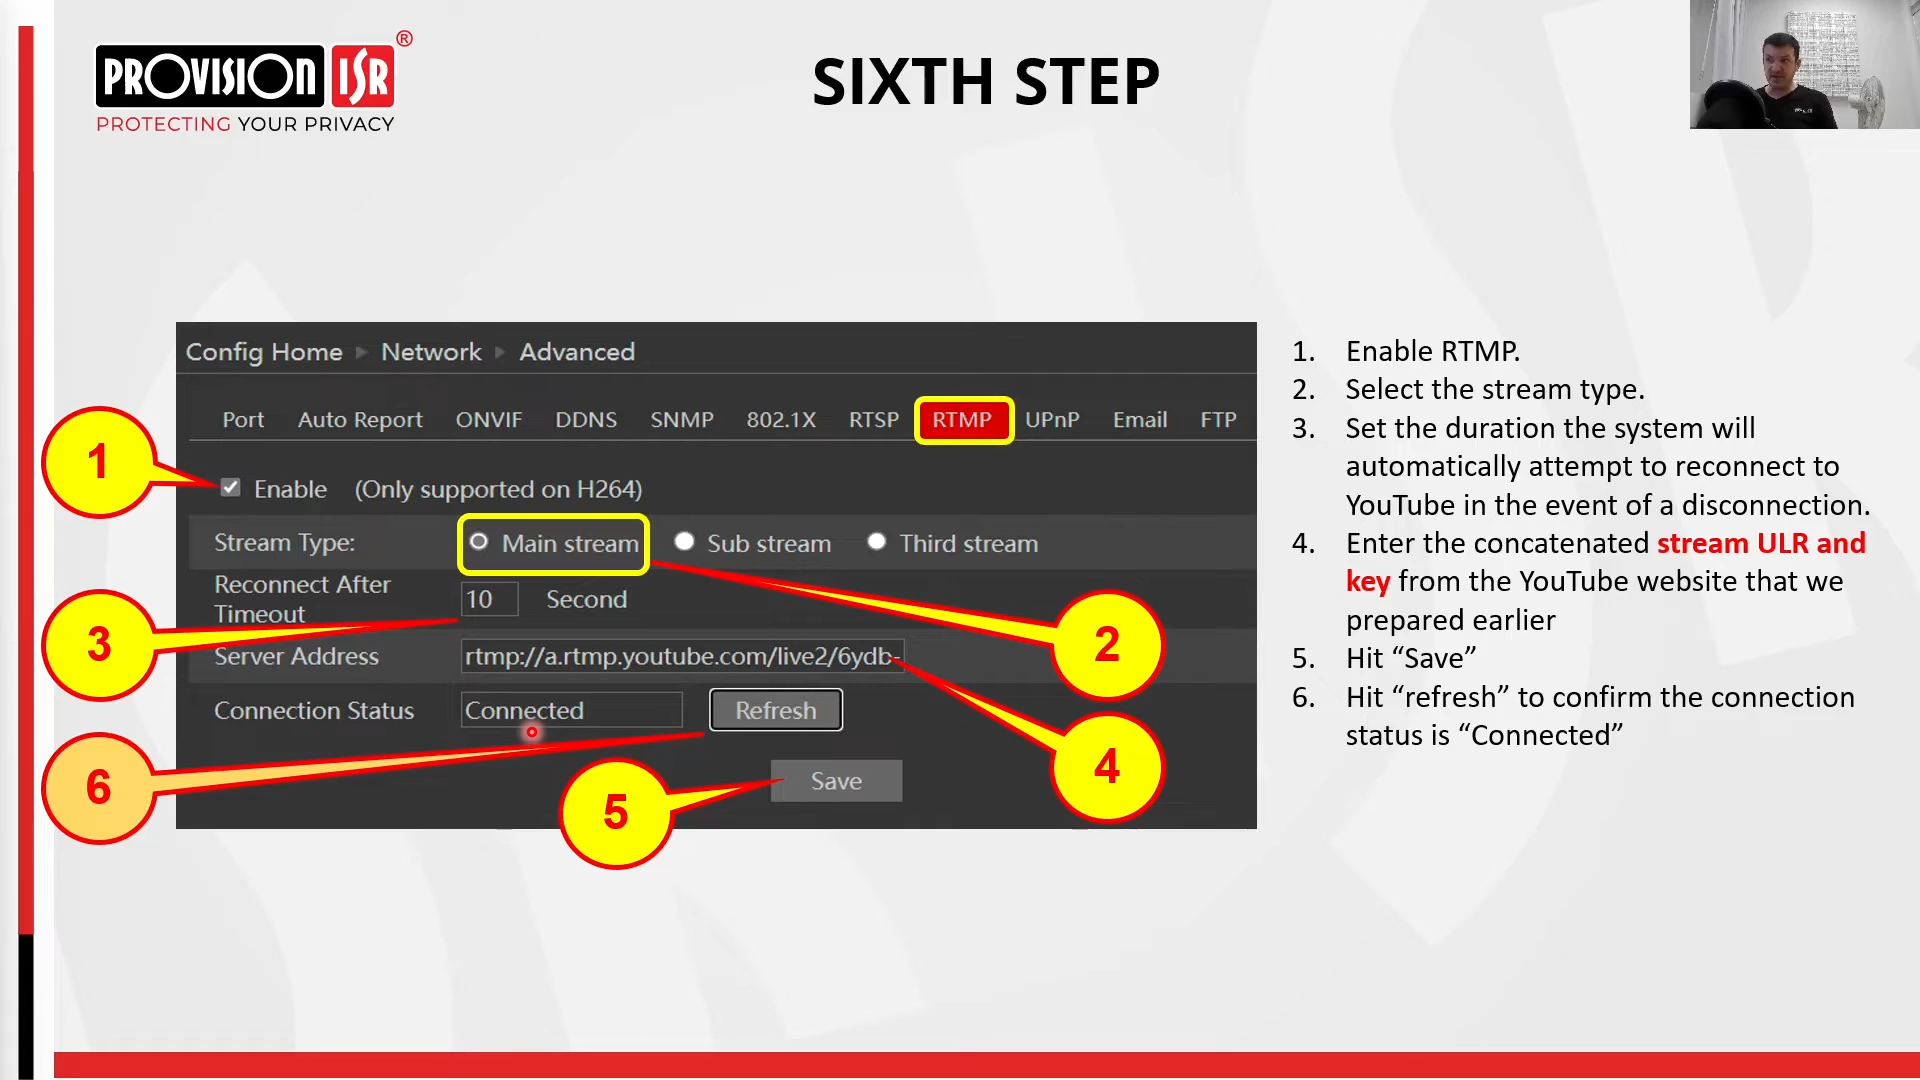 PROVISION ISR ®
PROTECTING YOUR PRIVACY
SIXTH STEP
Config Home Network Advanced
Port Auto Report ONVIF DDNS SNMP 802.1X RTSP RTMP UPnP Email FTP
1
Enable (Only supported on H264)
Stream Type: Main stream Sub stream Third stream
Reconnect After
Timeout
10 Second
3
2
Server Address rtmp://a.rtmp.youtube.com/live2/6ydb-
Connection Status Connected Refresh
6
4
5
Save
1. Enable RTMP.
2. Select the stream type.
3. Set the duration the system will
automatically attempt to reconnect to
YouTube in the event of a disconnection.
4. Enter the concatenated stream ULR and
key from the YouTube website that we
prepared earlier
5. Hit “Save”
6. Hit “refresh” to confirm the connection
status is “Connected”